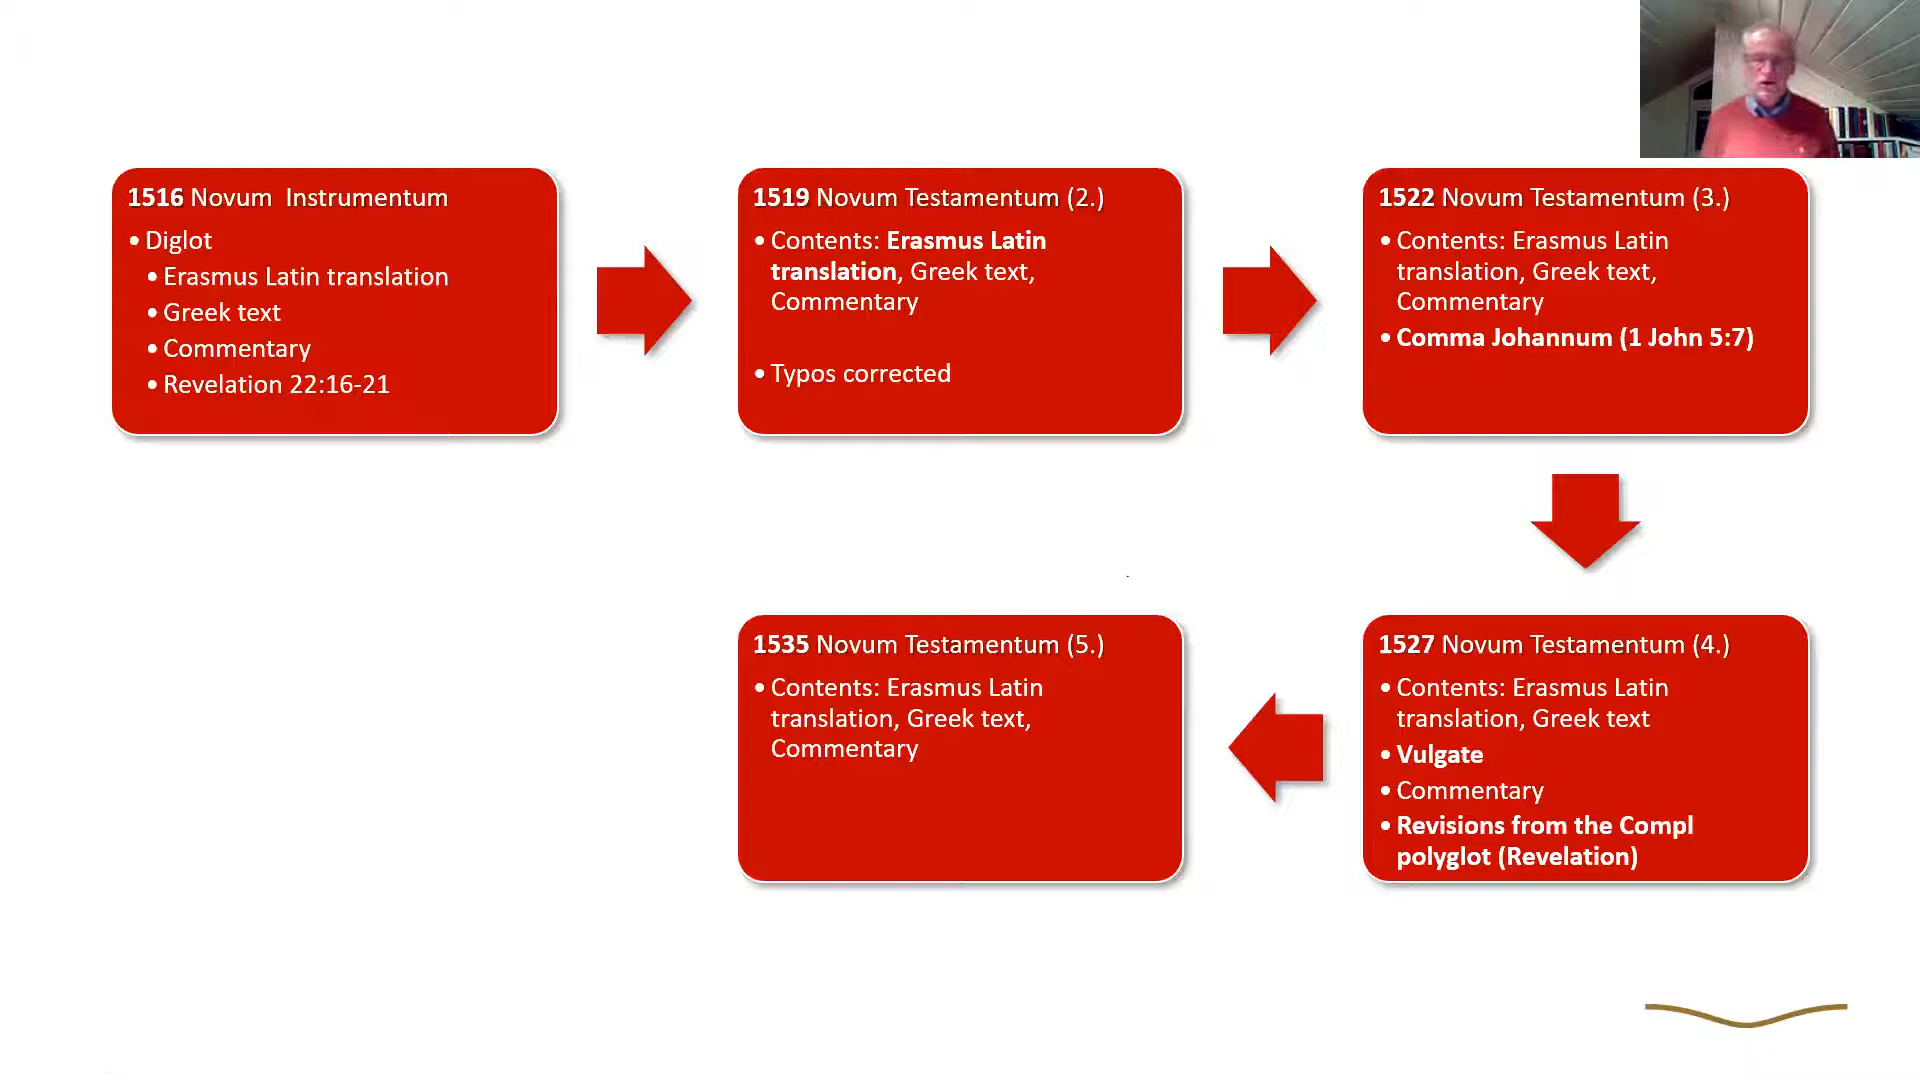 1516 Novum Instrumentum
• Diglot
• Erasmus Latin translation
• Greek text
• Commentary
• Revelation 22:16-21
1519 Novum Testamentum (2.)
• Contents: Erasmus Latin
translation, Greek text,
Commentary
• Typos corrected
1522 Novum Testamentum (3.)
• Contents: Erasmus Latin
translation, Greek text,
Commentary
• Comma Johannum (1 John 5:7)
1527 Novum Testamentum (4.)
• Contents: Erasmus Latin
translation, Greek text
• Vulgate
• Commentary
• Revisions from the Compl
polyglot (Revelation)
1535 Novum Testamentum (5.)
• Contents: Erasmus Latin
translation, Greek text,
Commentary